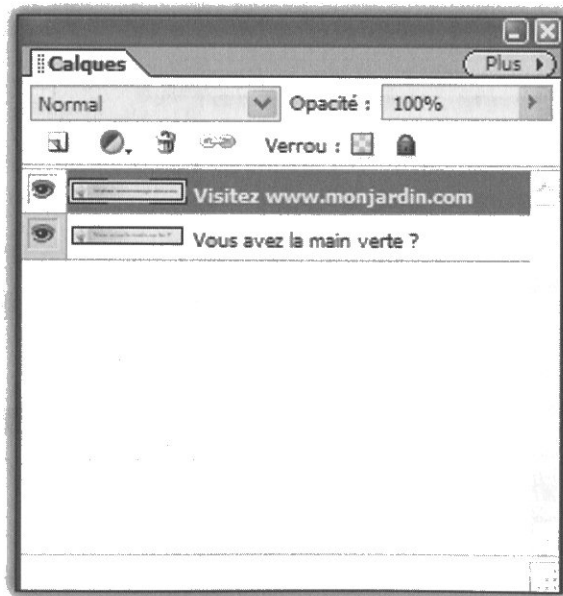 Calques
Plus
Normal Opacité : 100%
Verrou :
Visitez www.monjardin.com
Vous avez la main verte ?